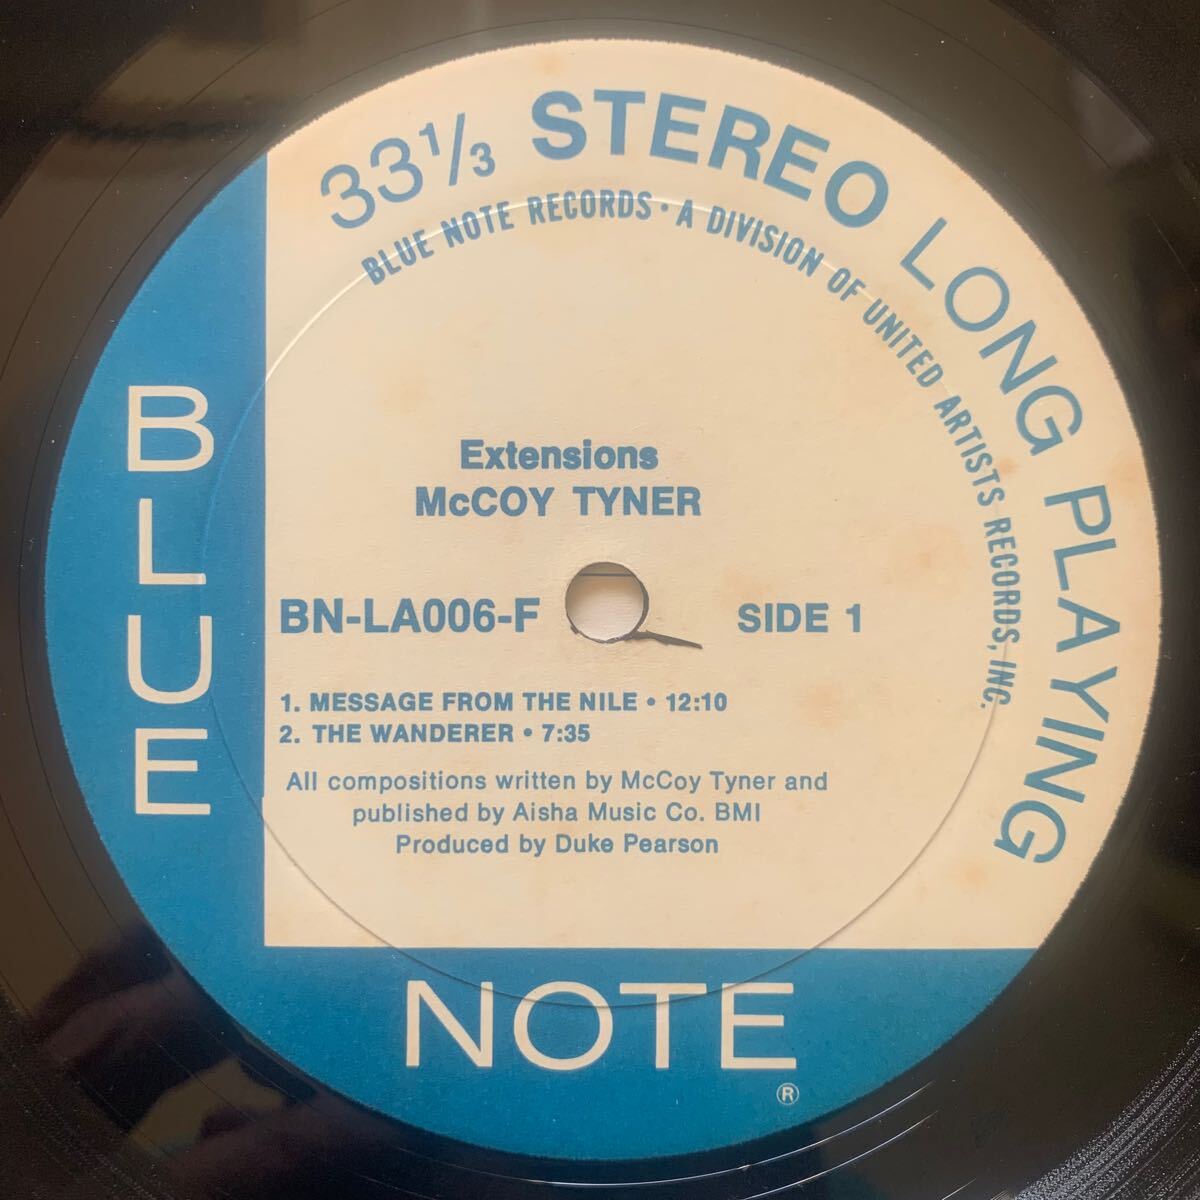 33 1/3 STEREO LONG PLAYING
BLUE NOTE RECORDS • A DIVISION OF UNITED ARTISTS RECORDS, INC.
Extensions
McCOY TYNER
BN-LA006-F
SIDE 1
1. MESSAGE FROM THE NILE • 12:10
2. THE WANDERER • 7:35
All compositions written by McCoy Tyner and
published by Aisha Music Co. BMI
Produced by Duke Pearson
BLUE
NOTE
®